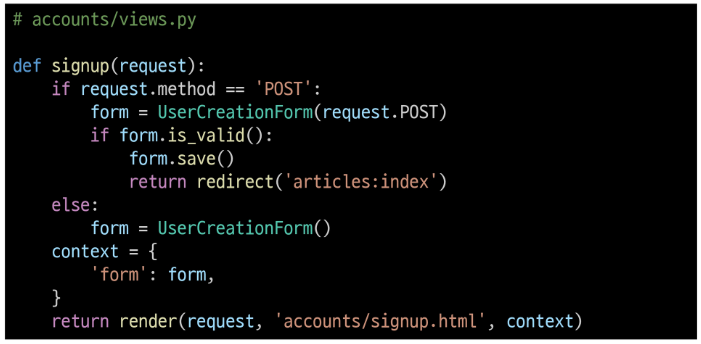 # accounts/views.py

def signup(request):
    if request.method == 'POST':
        form = UserCreationForm(request.POST)
        if form.is_valid():
            form.save()
            return redirect('articles:index')
    else:
        form = UserCreationForm()
    context = {
        'form': form,
    }
    return render(request, 'accounts/signup.html', context)